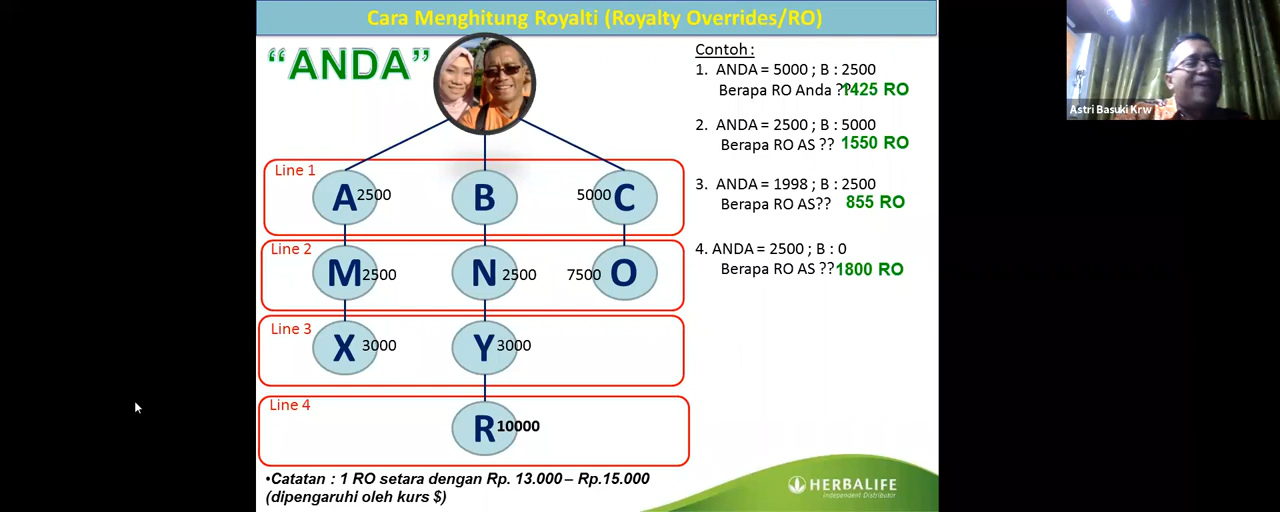 Cara Menghitung Royalti (Royalty Overrides/RO)
“ANDA”
Contoh :
1. ANDA = 5000 ; B : 2500
Berapa RO Anda ?? 1425 RO
2. ANDA = 2500 ; B : 5000
Berapa RO AS ?? 1550 RO
3. ANDA = 1998 ; B : 2500
Berapa RO AS?? 855 RO
4. ANDA = 2500 ; B : 0
Berapa RO AS ?? 1800 RO
Astri Basuki Krw
Line 1
A 2500 B 5000 C
Line 2
M 2500 N 2500 7500 O
Line 3
X 3000 Y 3000
Line 4
R 10000
•Catatan : 1 RO setara dengan Rp. 13.000 – Rp.15.000
(dipengaruhi oleh kurs $)
HERBALIFE
Independent Distributor